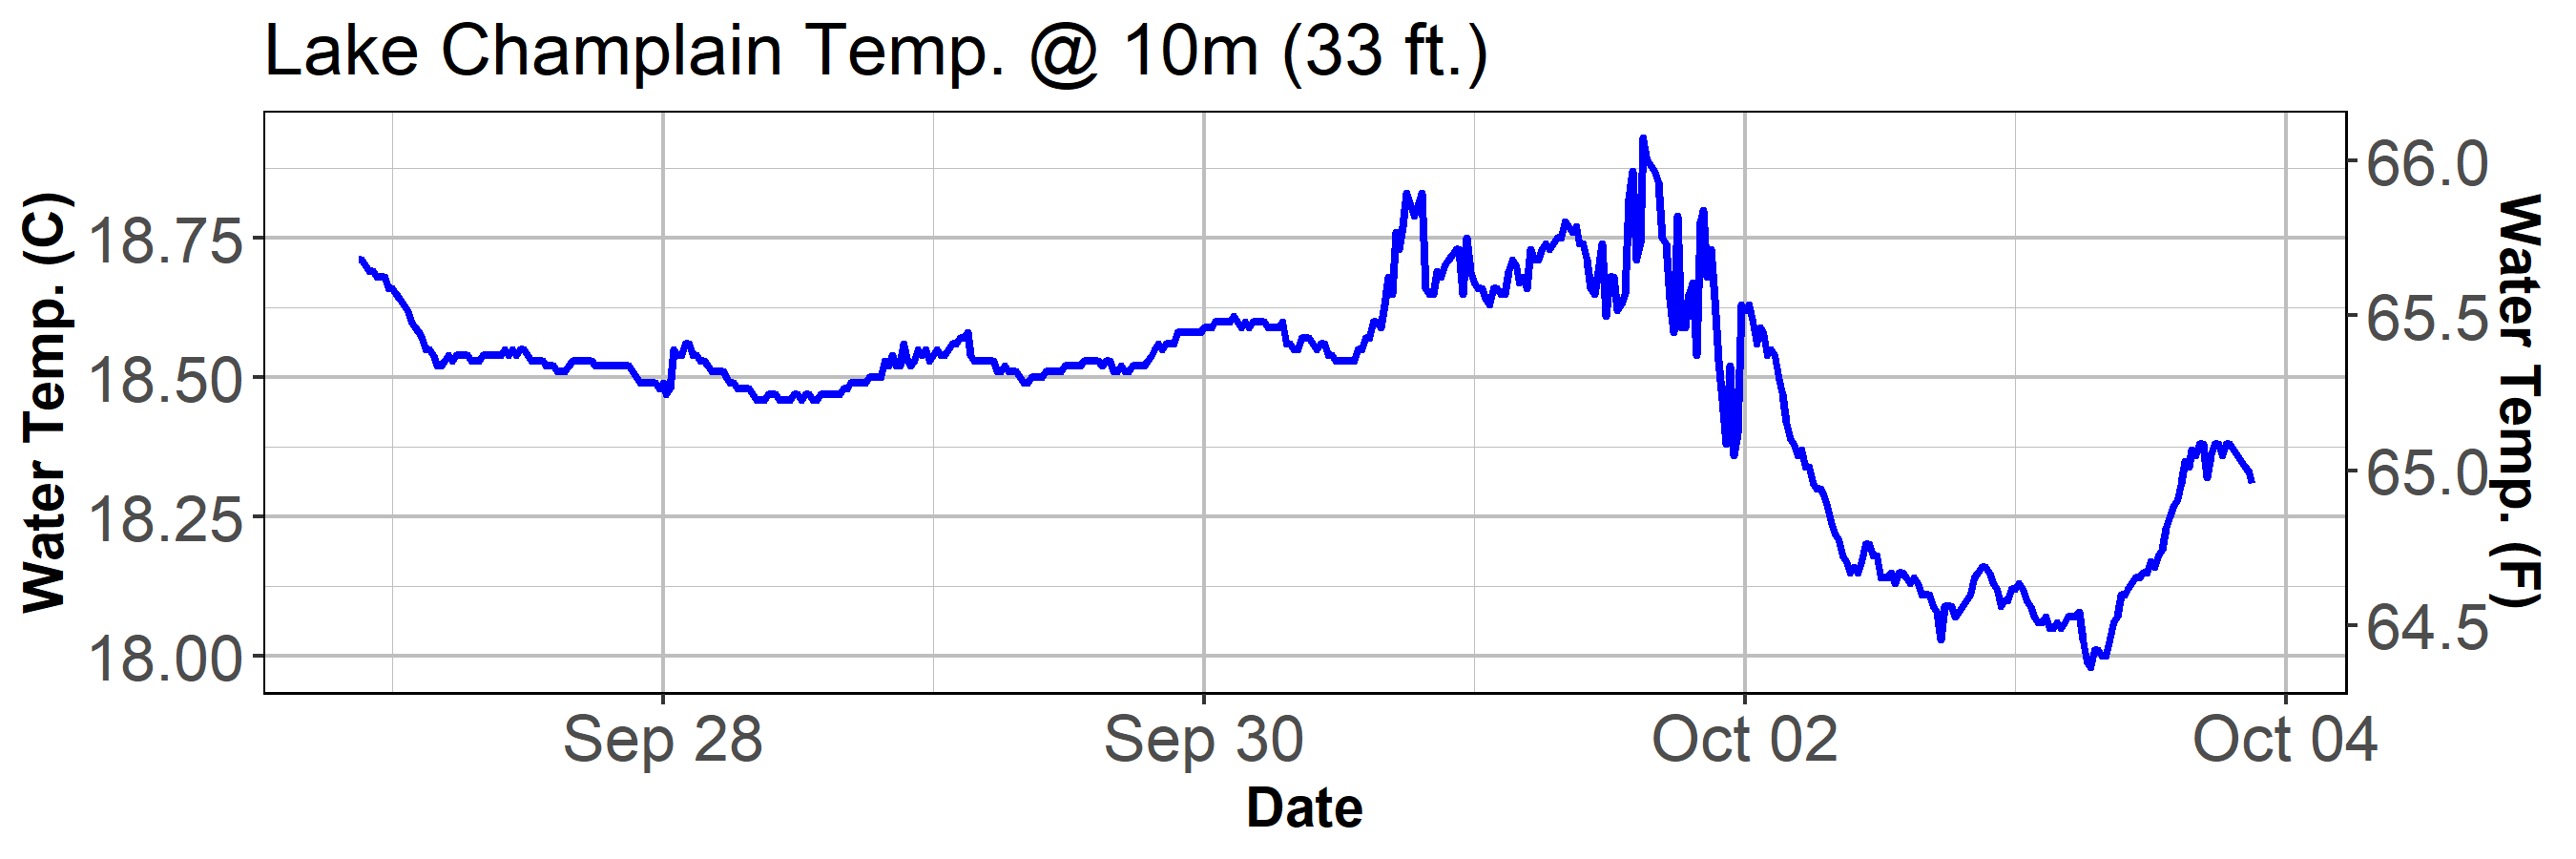 Lake Champlain Temp. @ 10m (33 ft.)
Water Temp. (C)
18.75
18.50
18.25
18.00
66.0
65.5
65.0
64.5
Water Temp. (F)
Sep 28 Sep 30 Oct 02 Oct 04
Date